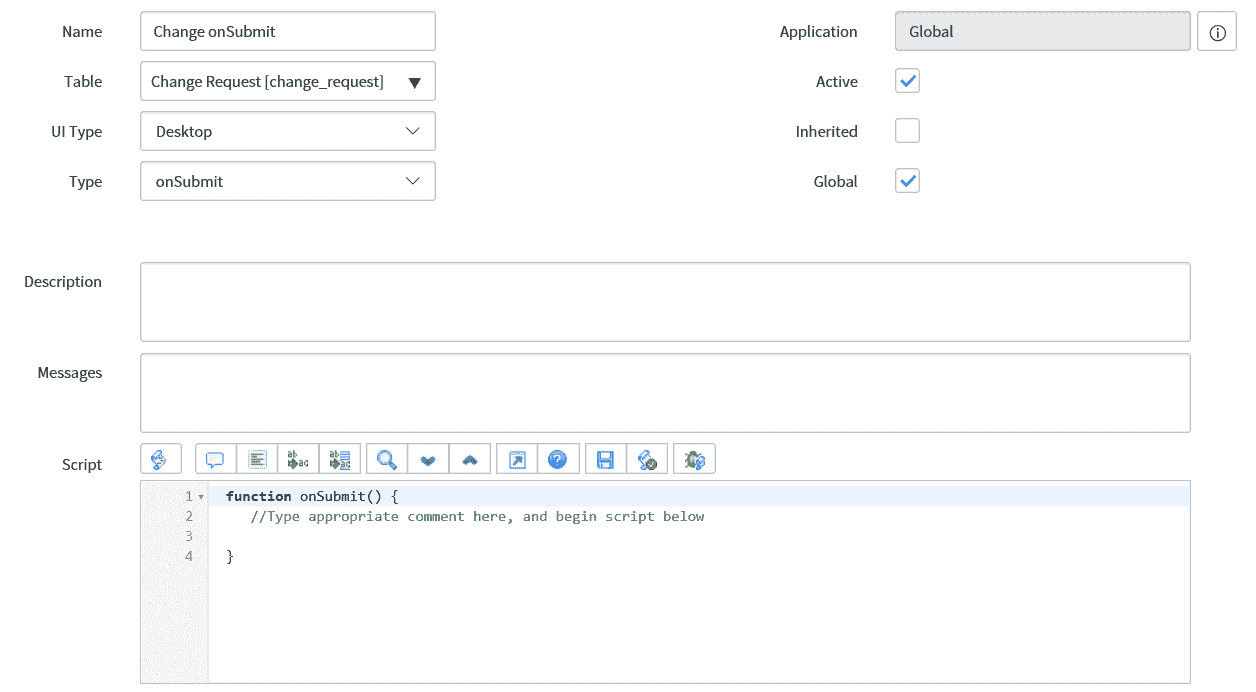 Name Change onSubmit Application Global
Table Change Request [change_request] Active
UI Type Desktop Inherited
Type onSubmit Global
Description
Messages
Script
1 function onSubmit() {
2 //Type appropriate comment here, and begin script below
3
4 }